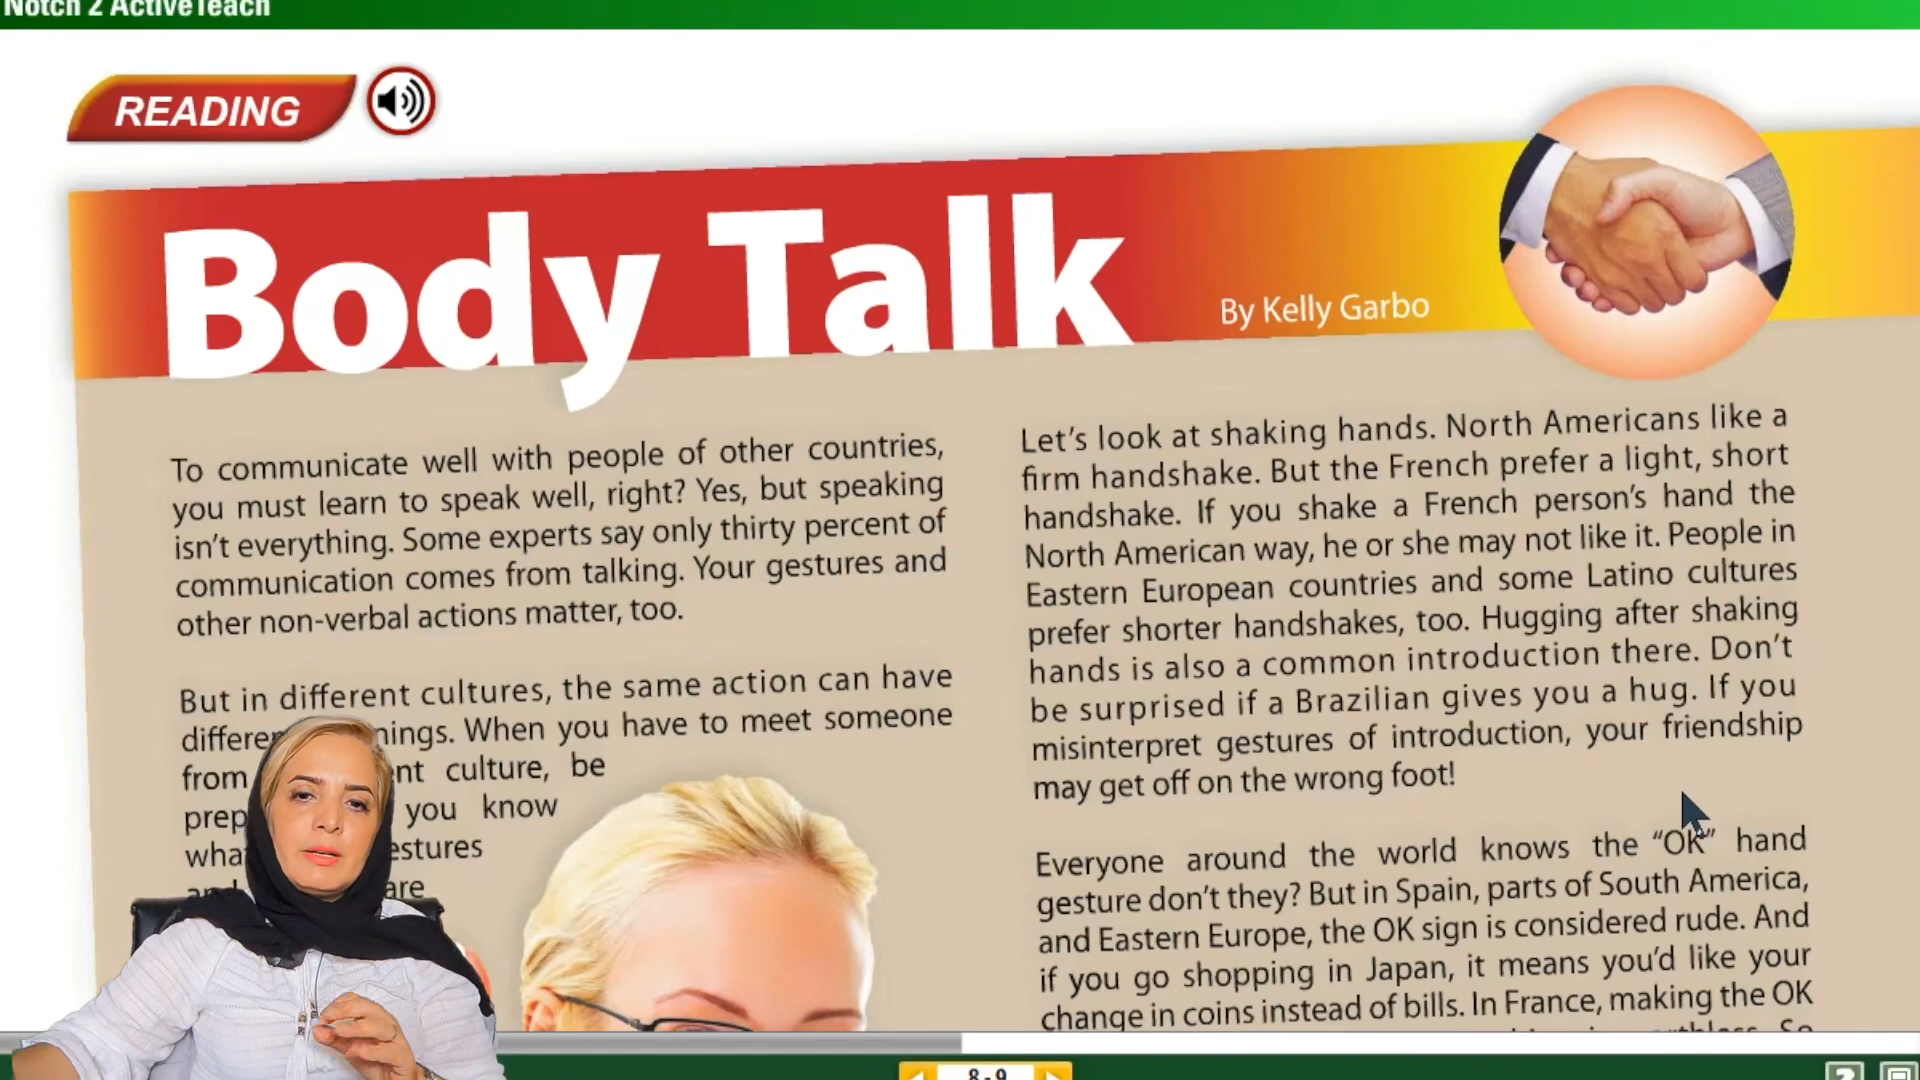 Notch 2 ActiveTeach
READING
Body Talk
By Kelly Garbo
To communicate well with people of other countries,
you must learn to speak well, right? Yes, but speaking
isn't everything. Some experts say only thirty percent of
communication comes from talking. Your gestures and
other non-verbal actions matter, too.
But in different cultures, the same action can have
When you have to meet someone
from culture, be
you know
Let's look at shaking hands. North Americans like a
firm handshake. But the French prefer a light, short
handshake. If you shake a French person's hand the
North American way, he or she may not like it. People in
Eastern European countries and some Latino cultures
prefer shorter handshakes, too. Hugging after shaking
hands is also a common introduction there. Don't
be surprised if a Brazilian gives you a hug. If you
misinterpret gestures of introduction, your friendship
may get off on the wrong foot!
Everyone around the world knows the “OK” hand
gesture don't they? But in Spain, parts of South America,
and Eastern Europe, the OK sign is considered rude. And
if you go shopping in Japan, it means you'd like your
change in coins instead of bills. In France, making the OK
8-9